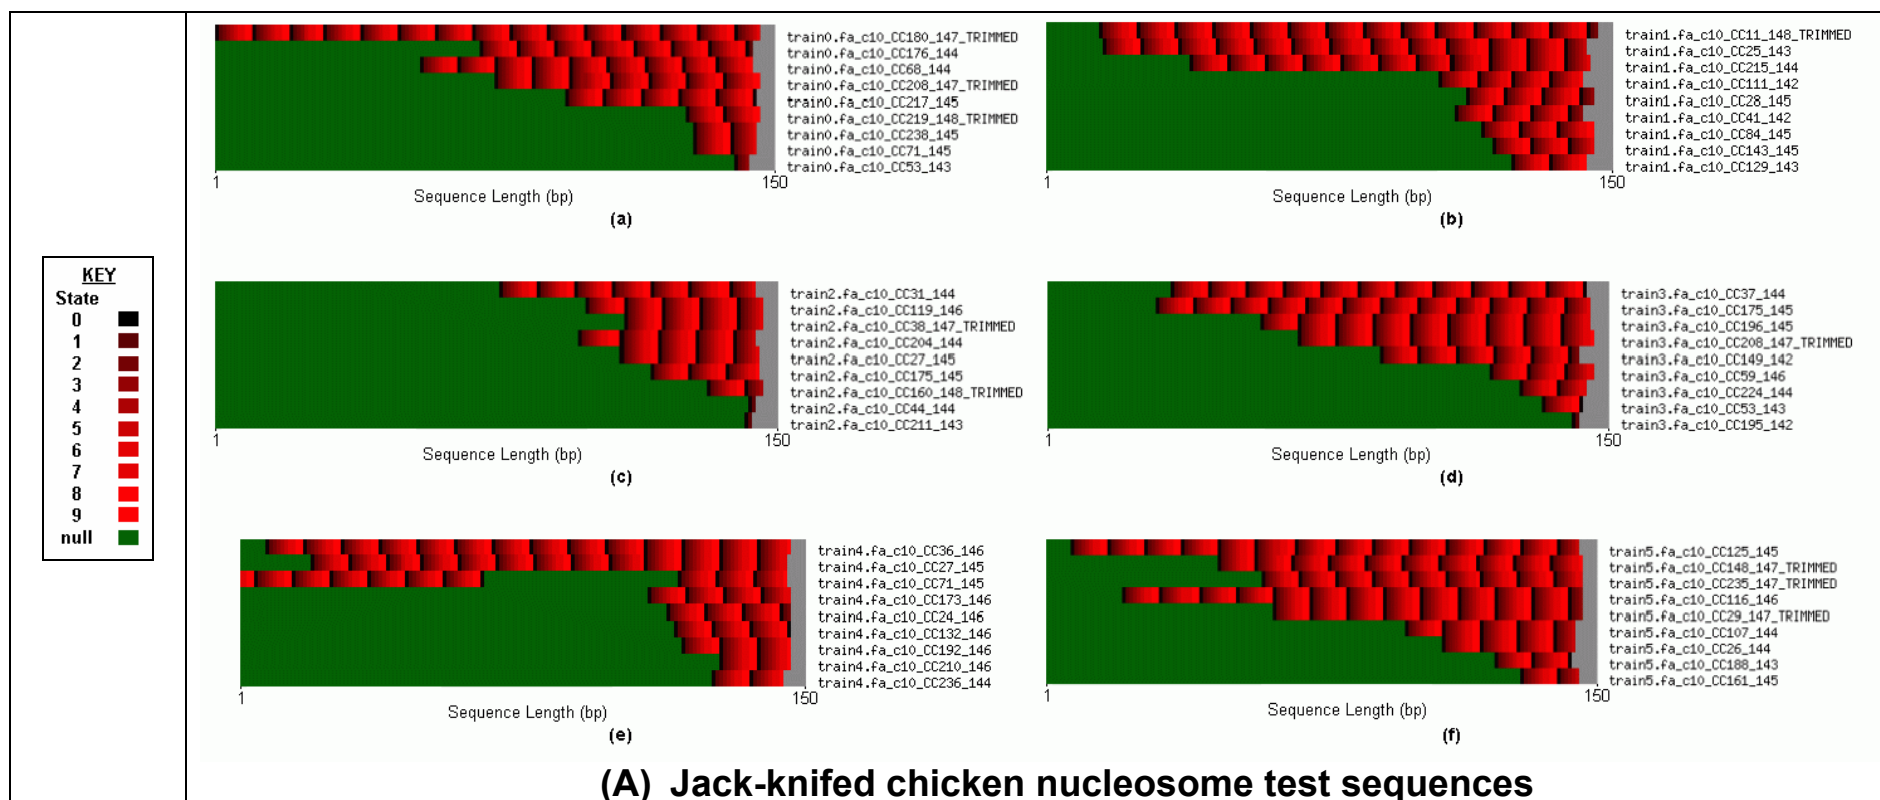 KEY
State
0
1
2
3
4
5
6
7
8
9
null
train0.fa_c10_CC180_147_TRIMMED
train0.fa_c10_CC176_144
train0.fa_c10_CC68_144
train0.fa_c10_CC208_147_TRIMMED
train0.fa_c10_CC217_145
train0.fa_c10_CC219_148_TRIMMED
train0.fa_c10_CC238_145
train0.fa_c10_CC71_145
train0.fa_c10_CC53_143
1 150
Sequence Length (bp)
(a)
train1.fa_c10_CC11_148_TRIMMED
train1.fa_c10_CC25_143
train1.fa_c10_CC215_144
train1.fa_c10_CC111_142
train1.fa_c10_CC28_145
train1.fa_c10_CC41_142
train1.fa_c10_CC84_145
train1.fa_c10_CC143_145
train1.fa_c10_CC129_143
1 150
Sequence Length (bp)
(b)
train2.fa_c10_CC31_144
train2.fa_c10_CC119_146
train2.fa_c10_CC38_147_TRIMMED
train2.fa_c10_CC204_144
train2.fa_c10_CC27_145
train2.fa_c10_CC175_145
train2.fa_c10_CC160_148_TRIMMED
train2.fa_c10_CC44_144
train2.fa_c10_CC211_143
1 150
Sequence Length (bp)
(c)
train3.fa_c10_CC37_144
train3.fa_c10_CC175_145
train3.fa_c10_CC196_145
train3.fa_c10_CC208_147_TRIMMED
train3.fa_c10_CC149_142
train3.fa_c10_CC59_146
train3.fa_c10_CC224_144
train3.fa_c10_CC53_143
train3.fa_c10_CC195_142
1 150
Sequence Length (bp)
(d)
train4.fa_c10_CC36_146
train4.fa_c10_CC27_145
train4.fa_c10_CC71_145
train4.fa_c10_CC173_146
train4.fa_c10_CC24_146
train4.fa_c10_CC132_146
train4.fa_c10_CC192_146
train4.fa_c10_CC210_146
train4.fa_c10_CC236_144
1 150
Sequence Length (bp)
(e)
train5.fa_c10_CC125_145
train5.fa_c10_CC148_147_TRIMMED
train5.fa_c10_CC235_147_TRIMMED
train5.fa_c10_CC116_146
train5.fa_c10_CC29_147_TRIMMED
train5.fa_c10_CC107_144
train5.fa_c10_CC26_144
train5.fa_c10_CC188_143
train5.fa_c10_CC161_145
1 150
Sequence Length (bp)
(f)
(A) Jack-knifed chicken nucleosome test sequences